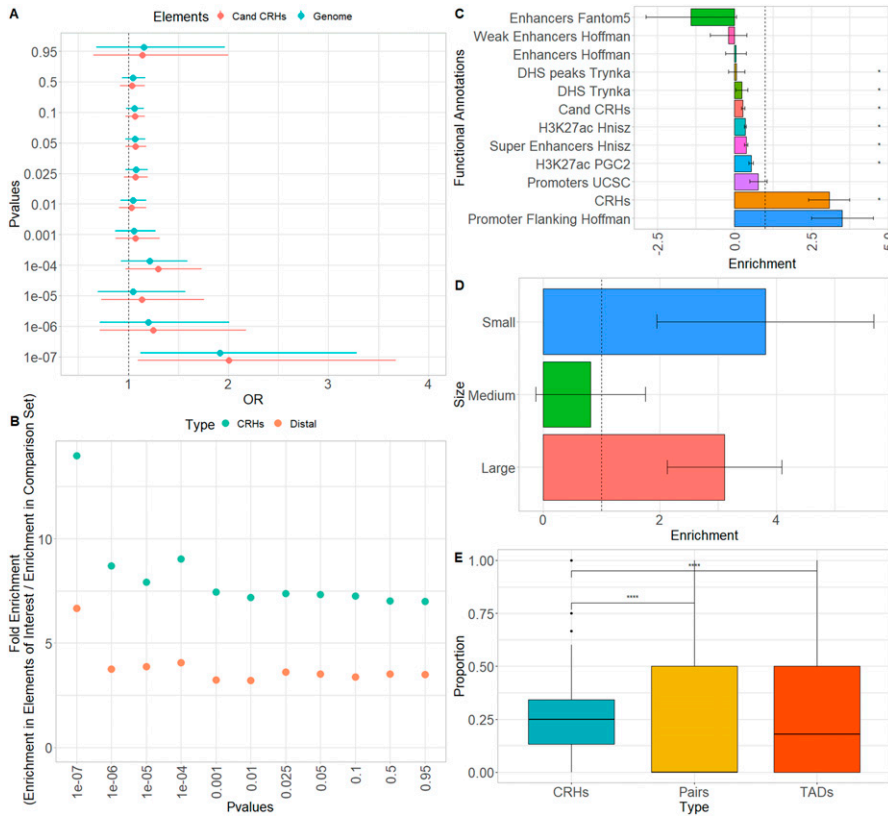 A
Elements Cand CRHs Genome
0.95
0.5
0.1
0.05
0.025
0.01
0.001
1e-04
1e-05
1e-06
1e-07
Pvalues
1 2 3 4
OR
B
Type CRHs Distal
Fold Enrichment
(Enrichment in Elements of Interest / Enrichment in Comparison Set)
10
5
0
1e-07 1e-06 1e-05 1e-04 0.001 0.01 0.025 0.05 0.1 0.5 0.95
Pvalues
C
Functional Annotations
Enhancers Fantom5
Weak Enhancers Hoffman
Enhancers Hoffman
DHS peaks Trynka
DHS Trynka
Cand CRHs
H3K27ac Hnisz
Super Enhancers Hnisz
H3K27ac PGC2
Promoters UCSC
CRHs
Promoter Flanking Hoffman
* * * * * * *
-2.5 0.0 2.5 5.0
Enrichment
D
Size
Small
Medium
Large
0 2 4
Enrichment
E
Proportion
1.00
0.75
0.50
0.25
0.00
****
****
CRHs Pairs TADs
Type